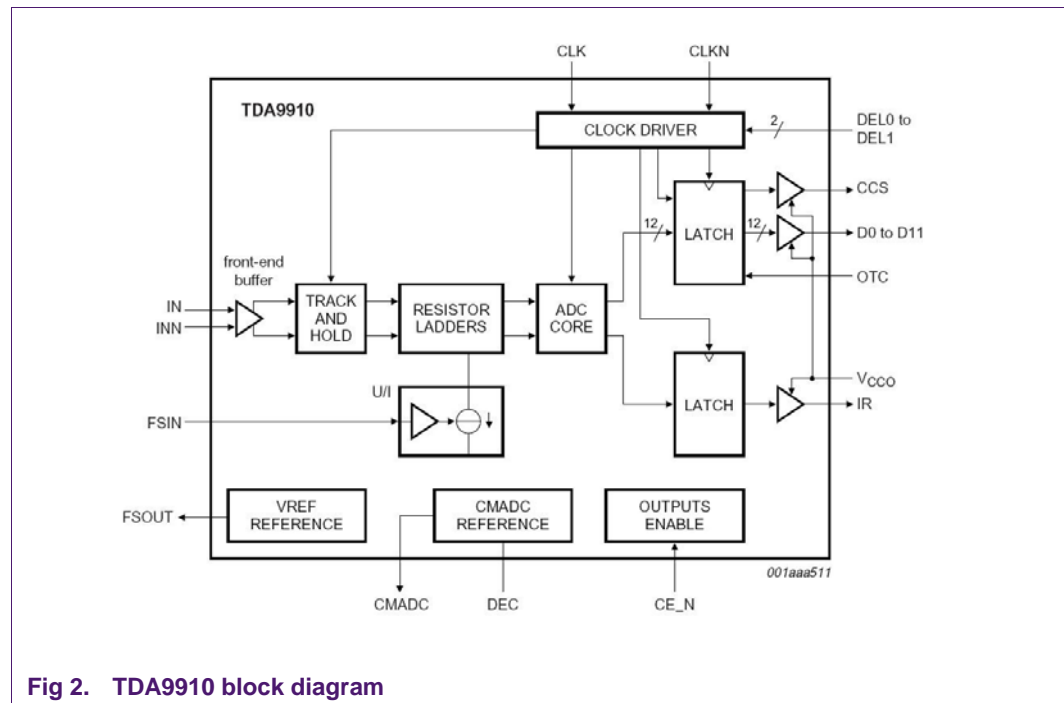 CLK
CLKN
TDA9910
CLOCK DRIVER
2
DEL0 to
DEL1
CCS
12
LATCH
12
D0 to D11
OTC
front-end
buffer
IN
INN
TRACK
AND
HOLD
RESISTOR
LADDERS
ADC
CORE
U/I
FSIN
LATCH
VCCO
IR
FSOUT
VREF
REFERENCE
CMADC
REFERENCE
OUTPUTS
ENABLE
001aaa511
CMADC
DEC
CE_N
Fig 2. TDA9910 block diagram